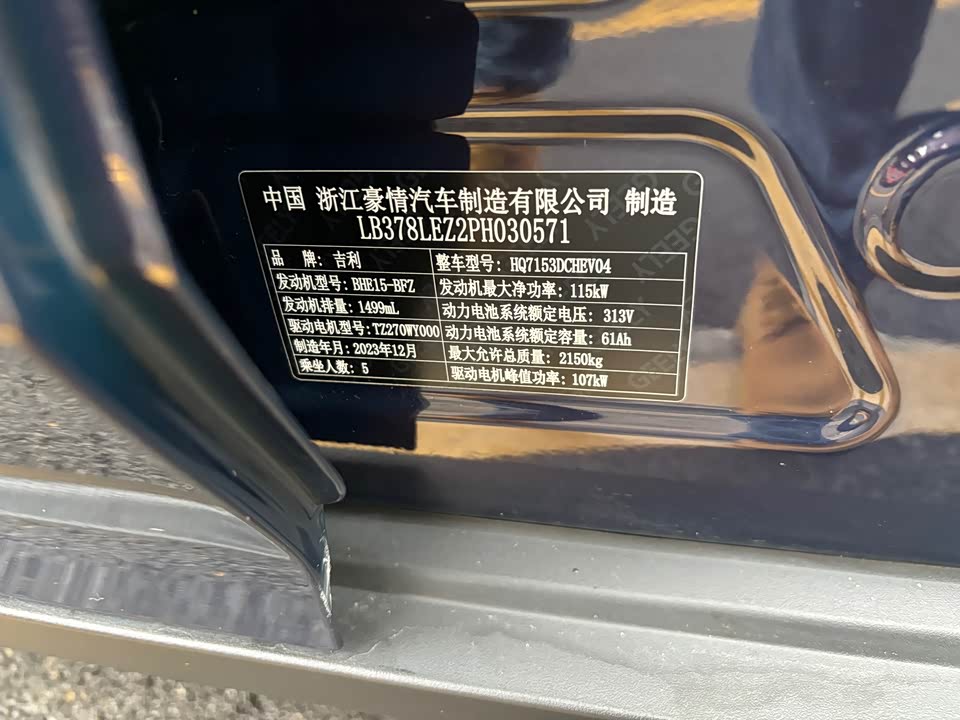 中国 浙江豪情汽车制造有限公司 制造
LB378LEZ2PH030571
品 牌: 吉利 整车型号: HQ7153DCHEV04
发动机型号: BHE15-BFZ 发动机最大净功率: 115kW
发动机排量: 1499mL 动力电池系统额定电压: 313V
驱动电机型号: TZ270WY000 动力电池系统额定容量: 61Ah
制造年月: 2023年12月 最大允许总质量: 2150kg
乘坐人数: 5 驱动电机峰值功率: 107kW